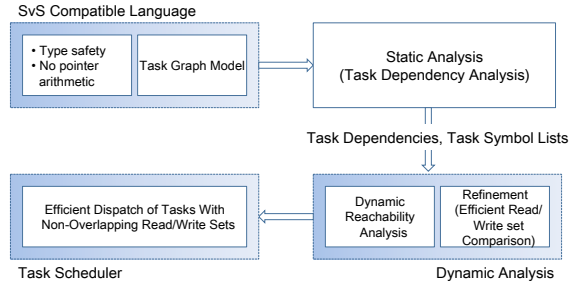 SvS Compatible Language
• Type safety
• No pointer
arithmetic
Task Graph Model
Static Analysis
(Task Dependency Analysis)
Task Dependencies, Task Symbol Lists
Efficient Dispatch of Tasks With
Non-Overlapping Read/Write Sets
Dynamic
Reachability
Analysis
Refinement
(Efficient Read/
Write set
Comparison)
Task Scheduler
Dynamic Analysis